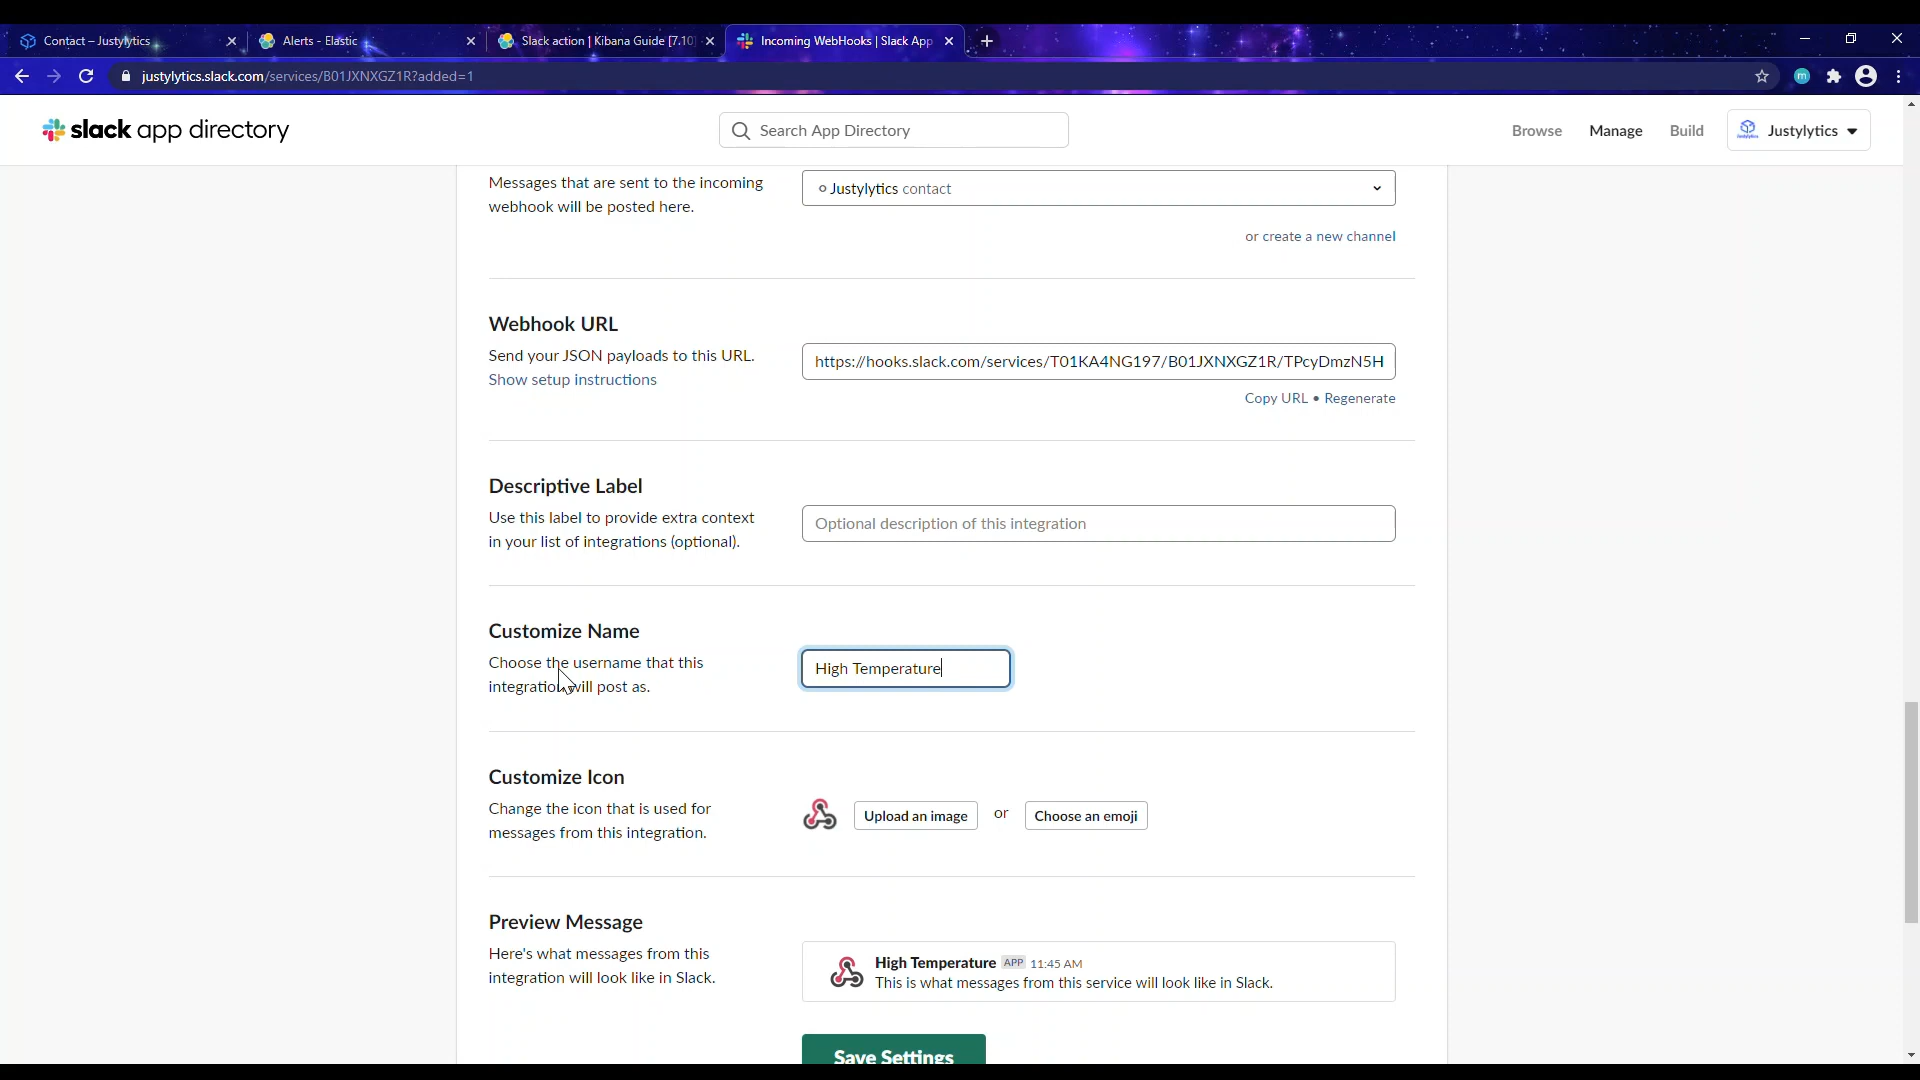 Contact – Justylytics
Alerts - Elastic
Slack action | Kibana Guide [7.10]
Incoming WebHooks | Slack App
justylytics.slack.com/services/B01JXNXGZ1R?added=1
m
slack app directory
Search App Directory
Browse
Manage
Build
Justylytics
Messages that are sent to the incoming
webhook will be posted here.
Justylytics contact
or create a new channel
Webhook URL
Send your JSON payloads to this URL.
Show setup instructions
https://hooks.slack.com/services/T01KA4NG197/B01JXNXGZ1R/TPcyDmzN5H
Copy URL • Regenerate
Descriptive Label
Use this label to provide extra context
in your list of integrations (optional).
Optional description of this integration
Customize Name
Choose the username that this
integration will post as.
High Temperature
Customize Icon
Change the icon that is used for
messages from this integration.
Upload an image
or
Choose an emoji
Preview Message
Here's what messages from this
integration will look like in Slack.
High Temperature APP 11:45 AM
This is what messages from this service will look like in Slack.
Save Settings